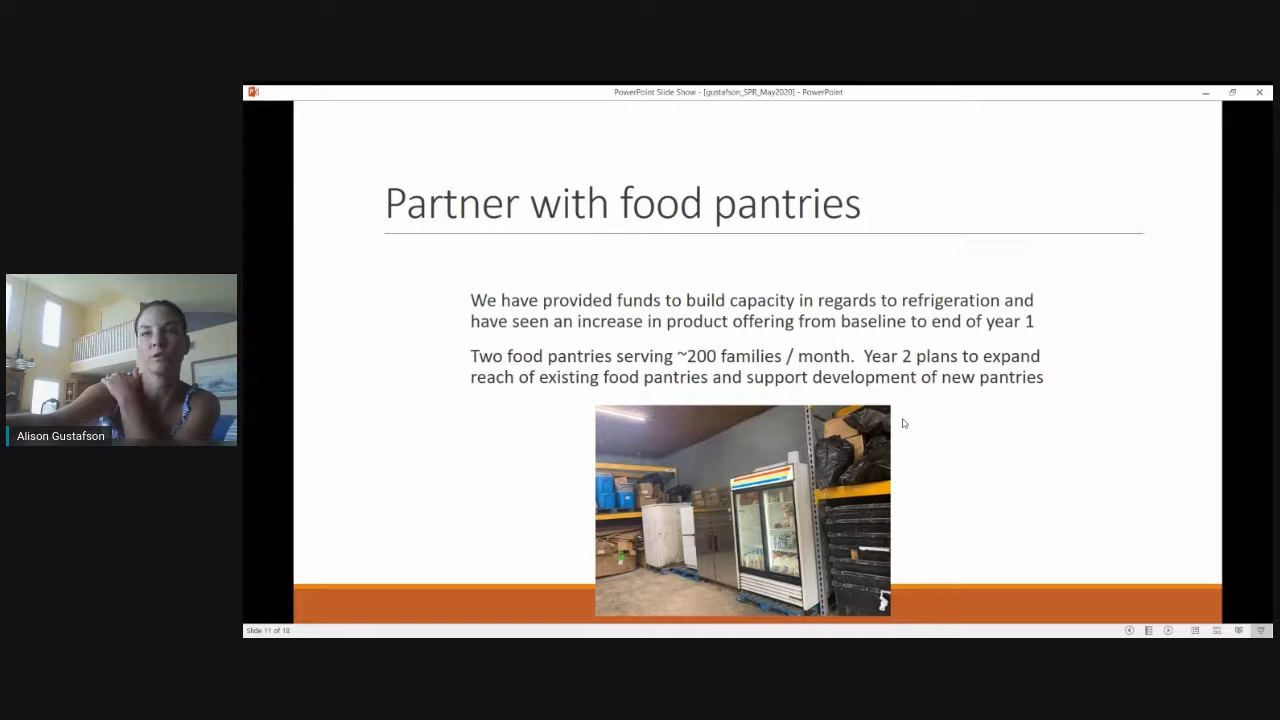 PowerPoint Slide Show - [gustafson_SPR_May2020] - PowerPoint
Partner with food pantries
We have provided funds to build capacity in regards to refrigeration and
have seen an increase in product offering from baseline to end of year 1
Two food pantries serving ~200 families / month. Year 2 plans to expand
reach of existing food pantries and support development of new pantries
Alison Gustafson
Slide 11 of 18